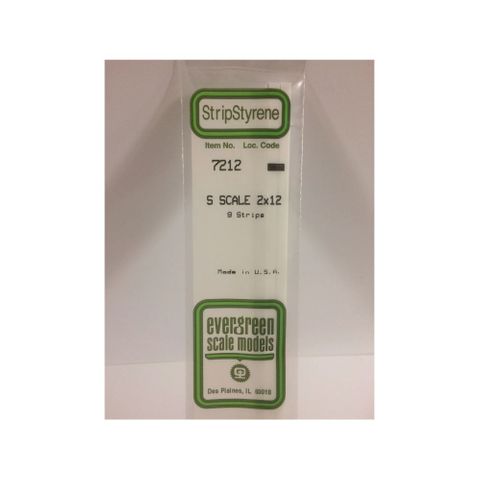 StripStyrene
Item No. Loc. Code
7212
S SCALE 2x12
9 Strips
Made in U.S.A.
evergreen
scale models
Des Plaines, IL 60018